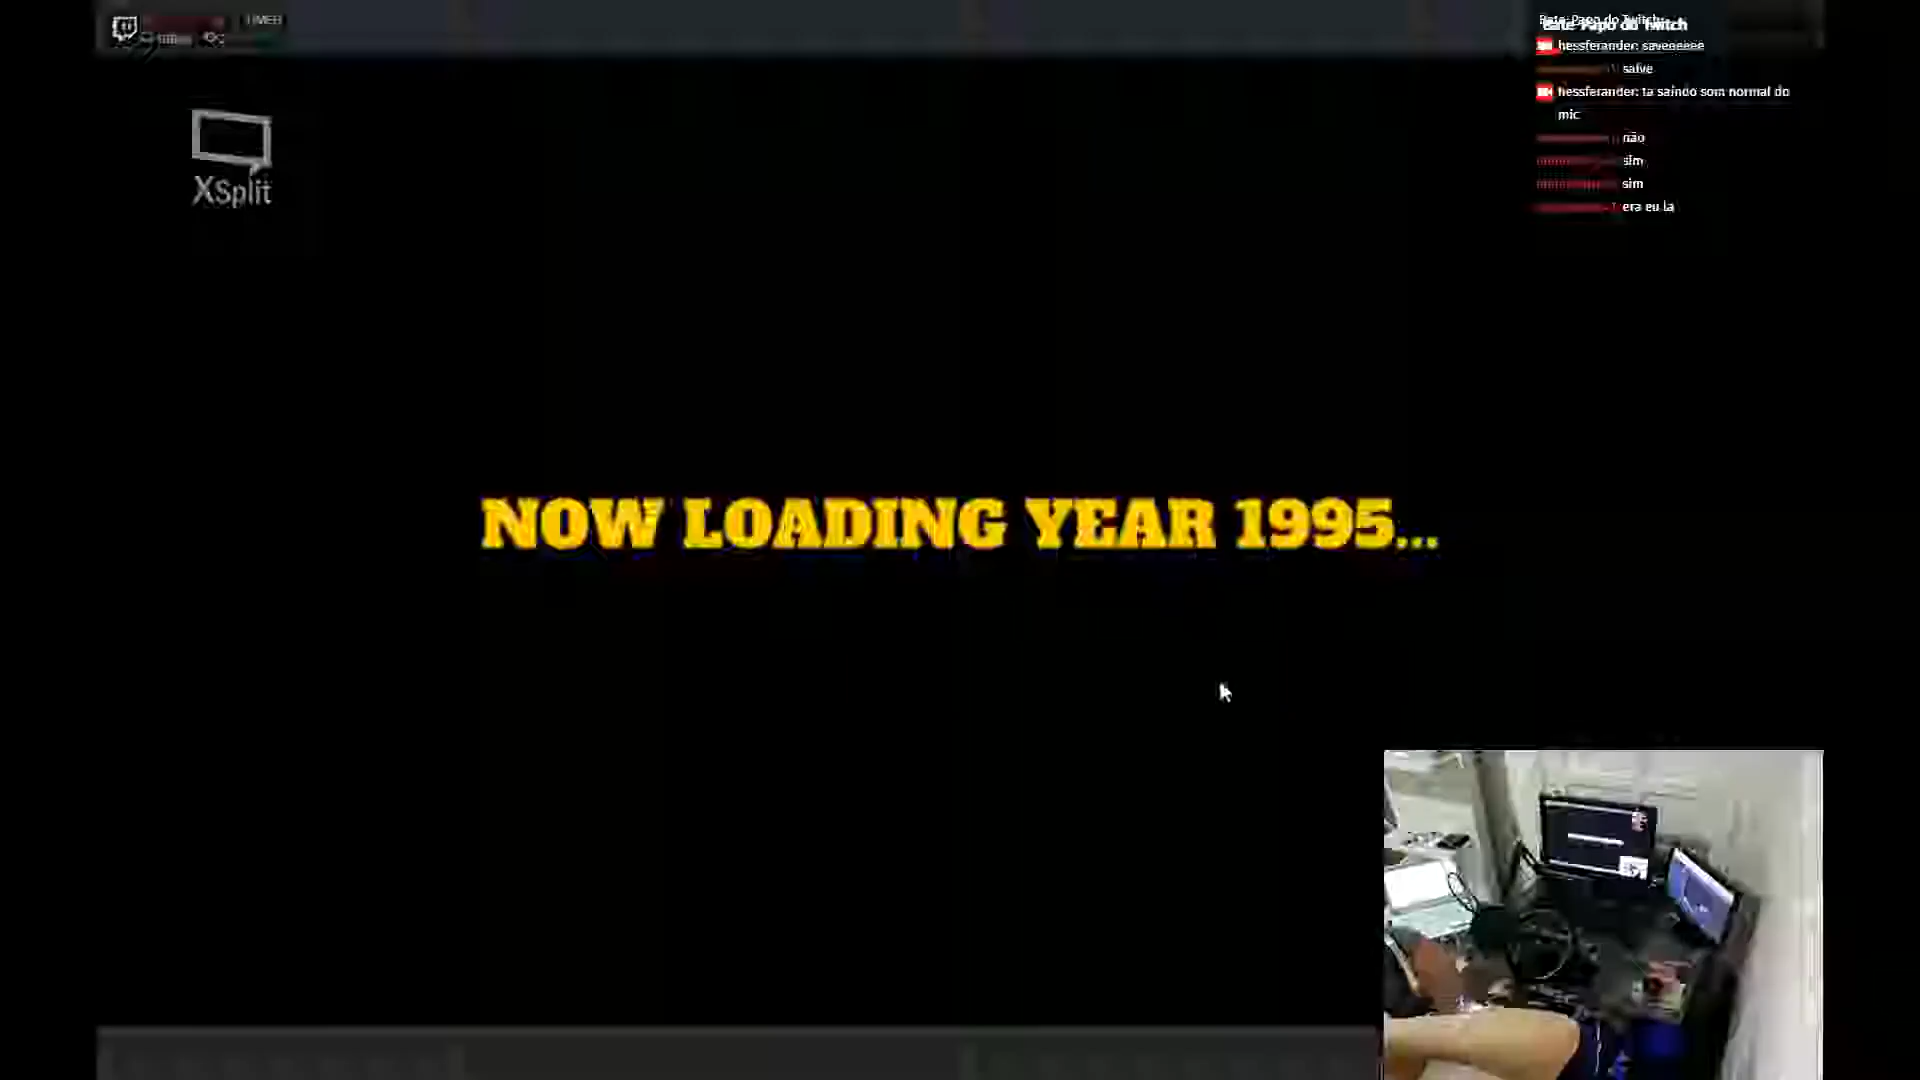 XSplit
Bate-Papo do Twitch
hessferander: saveeeeee
salve
hessferander: ta saindo som normal do
mic
não
sim
sim
era eu la
NOW LOADING YEAR 1995...